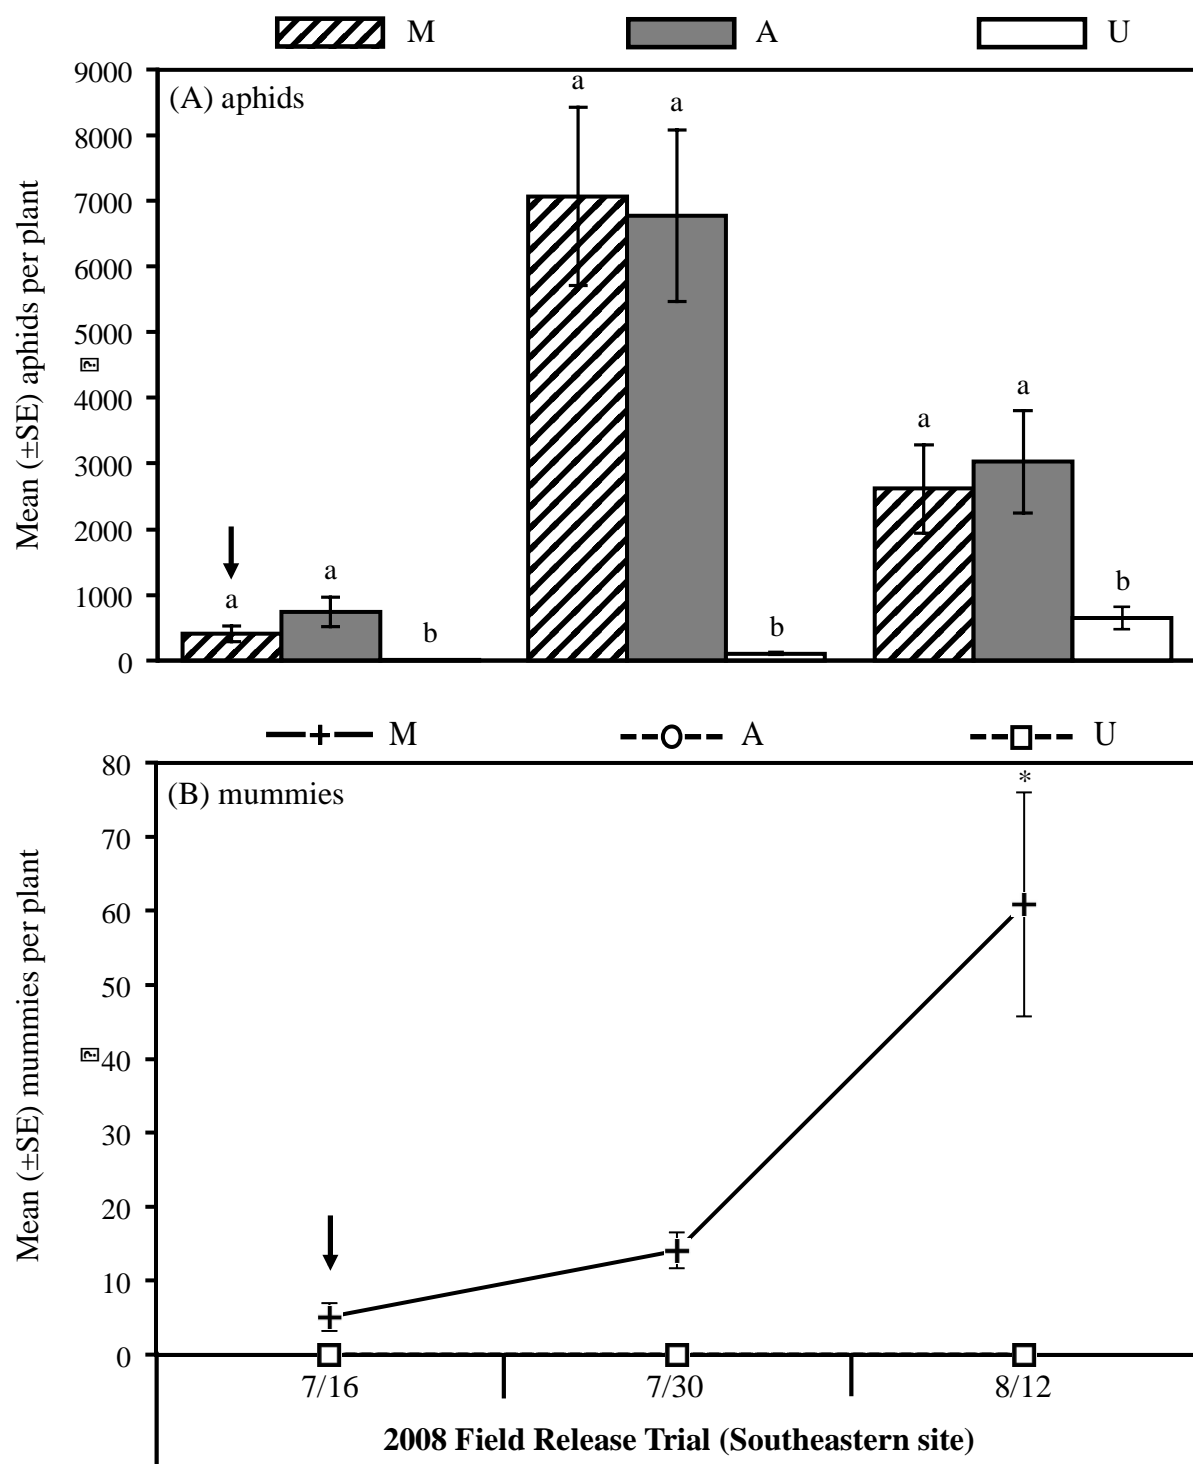 M A U
9000
(A) aphids
8000
7000
6000
5000
4000
3000
2000
1000
0
Mean (±SE) aphids per plant
a a b
a a b
a a b
M A U
80
(B) mummies
70
60
50
40
30
20
10
0
Mean (±SE) mummies per plant
*
7/16 7/30 8/12
2008 Field Release Trial (Southeastern site)